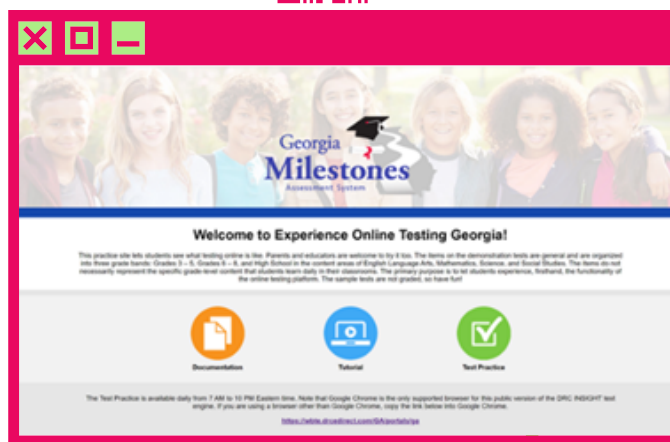 Georgia
Milestones
Assessment System
Welcome to Experience Online Testing Georgia!
This practice site lets students see what testing online is like. Parents and educators are welcome to try it too. The items on the demonstration tests are general and are organized
into three grade bands: Grades 3 – 5, Grades 6 – 8, and High School in the content areas of English Language Arts, Mathematics, Science, and Social Studies. The items do not
necessarily represent the specific grade-level content that students learn daily in their classrooms. The primary purpose is to let students experience, firsthand, the functionality of
the online testing platform. The sample tests are not graded, so have fun!
Documentation
Tutorial
Test Practice
The Test Practice is available daily from 7 AM to 10 PM Eastern time. Note that Google Chrome is the only supported browser for this public version of the DRC INSIGHT test
engine. If you are using a browser other than Google Chrome, copy the link below into Google Chrome.
https://wbte.drcedirect.com/GA/portals/ga